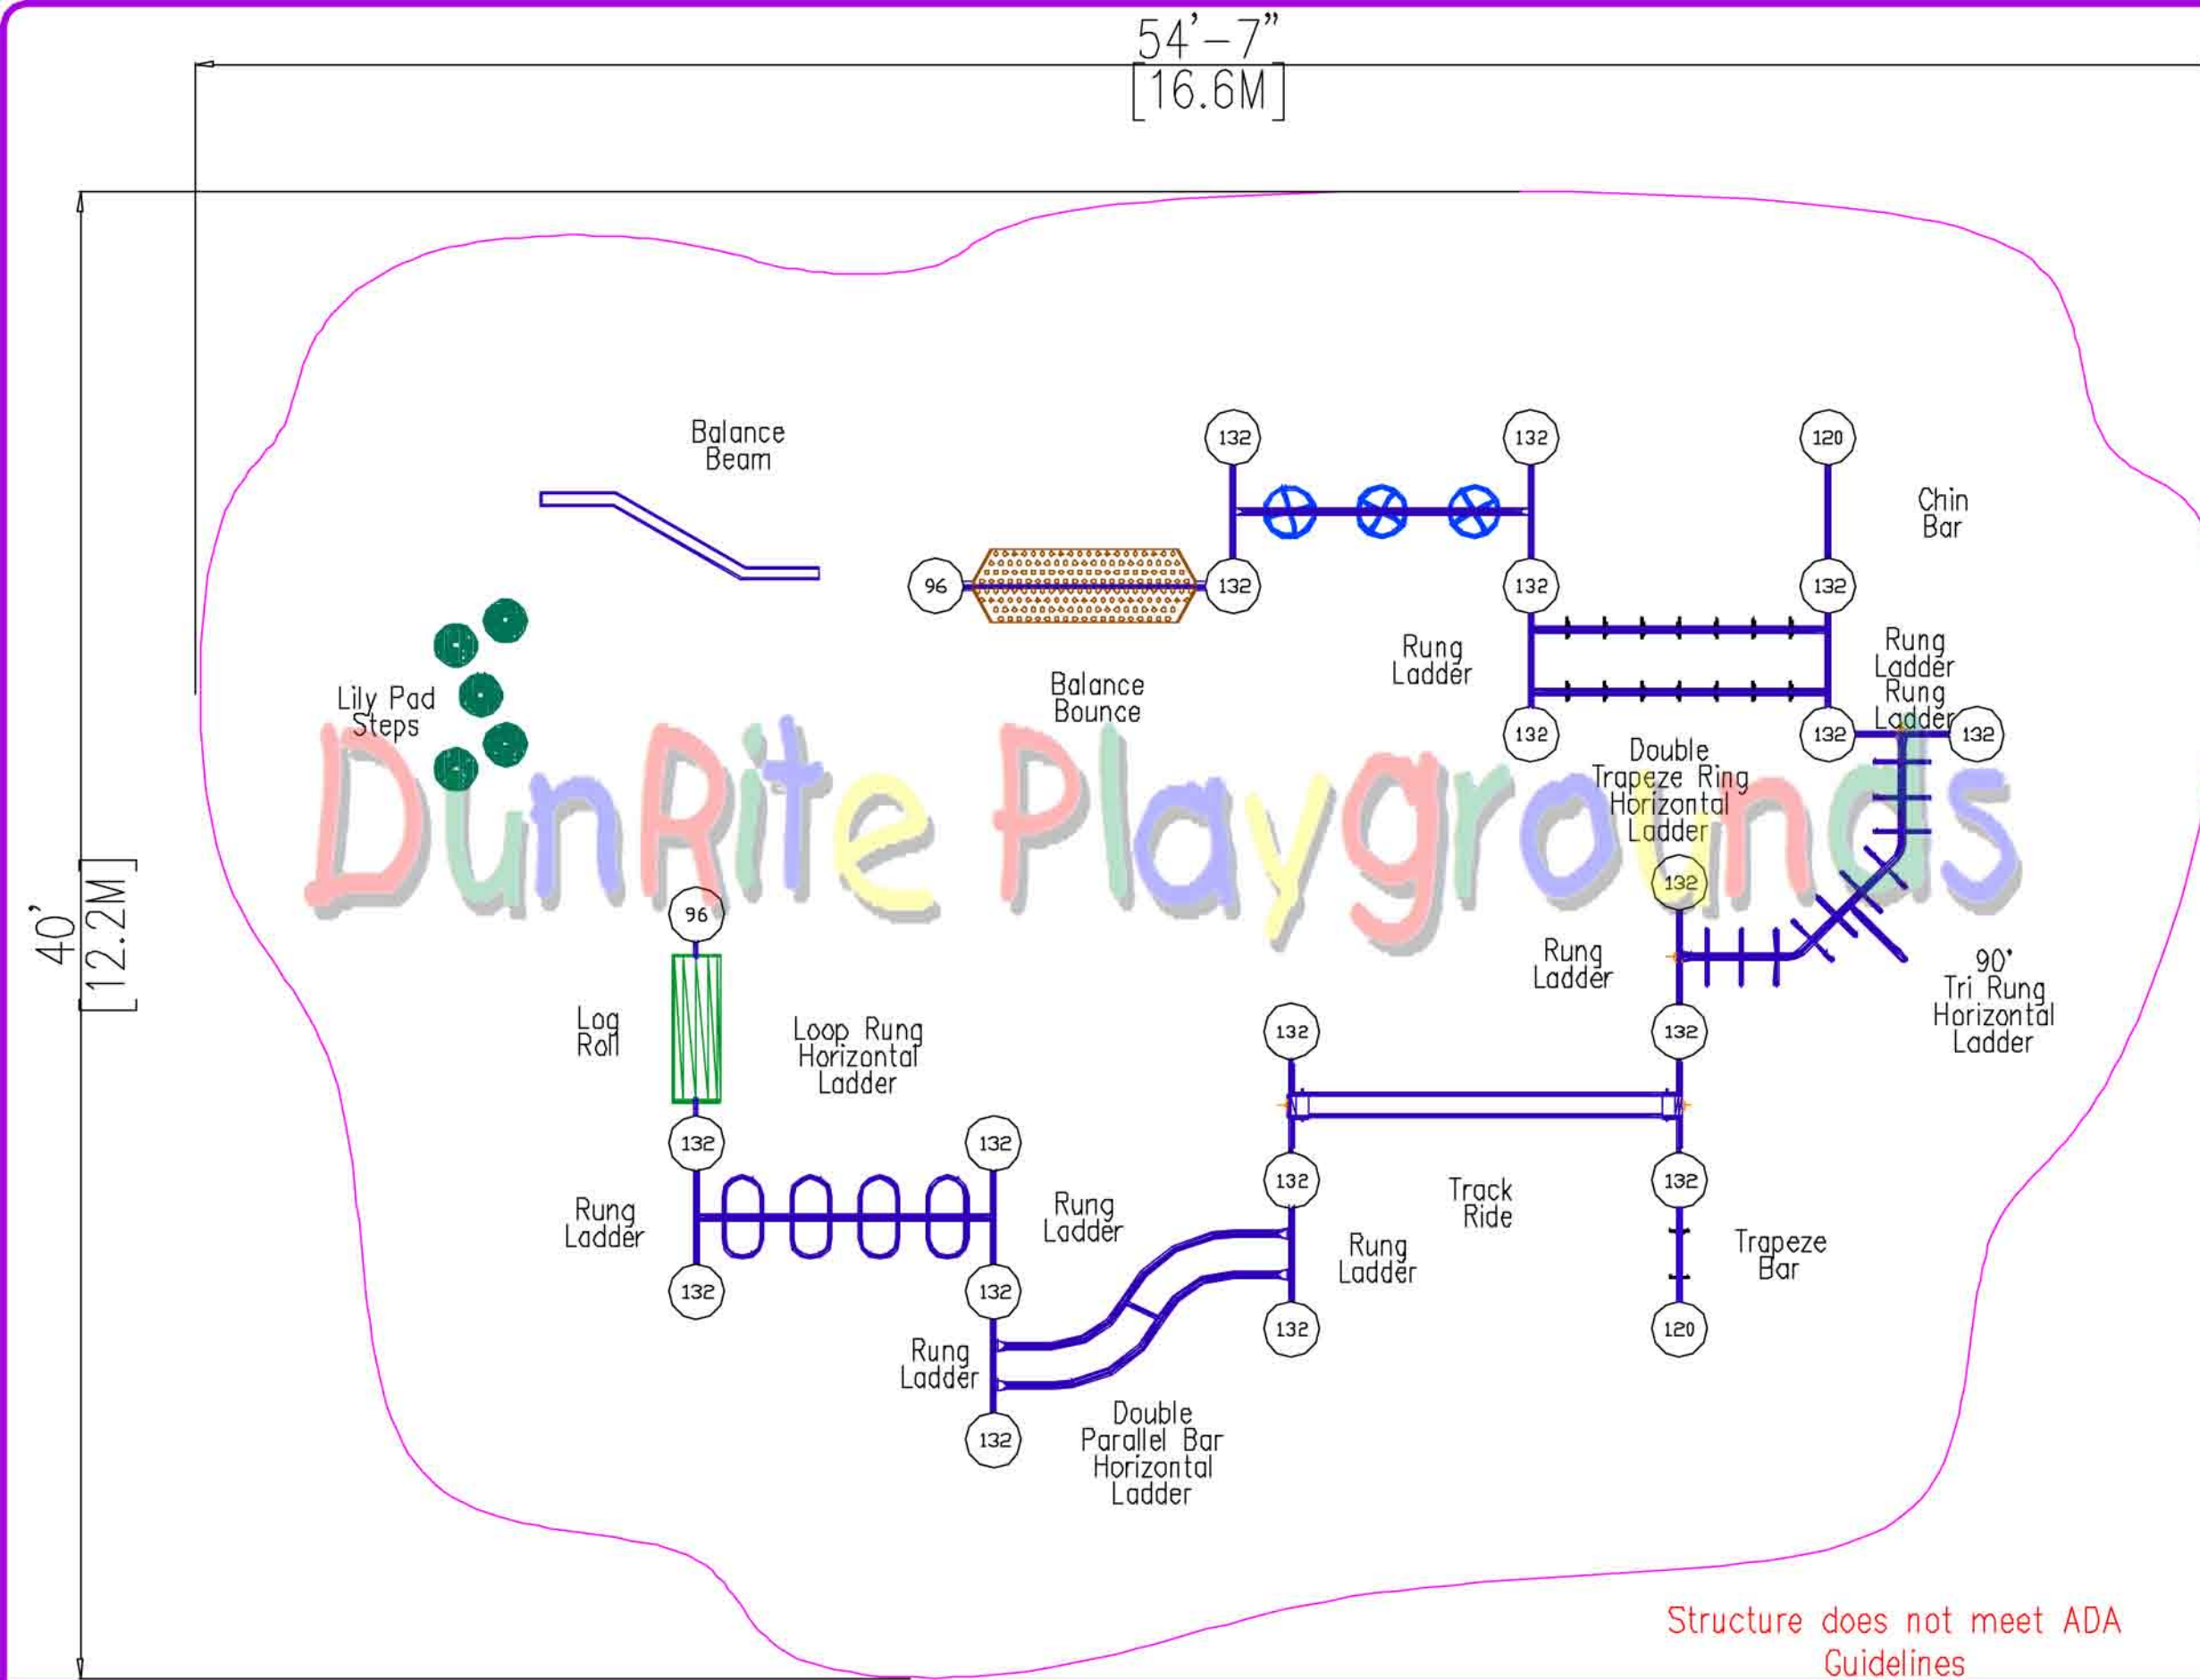 54'-7"
[16.6M]
40'
[12.2M]
Balance
Beam
132
132
120
Chin
Bar
96
132
132
132
Lily Pad
Steps
Balance
Bounce
Rung
Ladder
Rung
Ladder
Rung
Ladder
132
132
132
Double
Trapeze Ring
Horizontal
Ladder
DunRite Playgrounds
132
96
Rung
Ladder
90°
Tri Rung
Horizontal
Ladder
Log
Roll
Loop Rung
Horizontal
Ladder
132
132
132
132
132
132
Rung
Ladder
Rung
Ladder
Track
Ride
Rung
Ladder
Trapeze
Bar
132
132
132
120
Rung
Ladder
132
Double
Parallel Bar
Horizontal
Ladder
Structure does not meet ADA
Guidelines